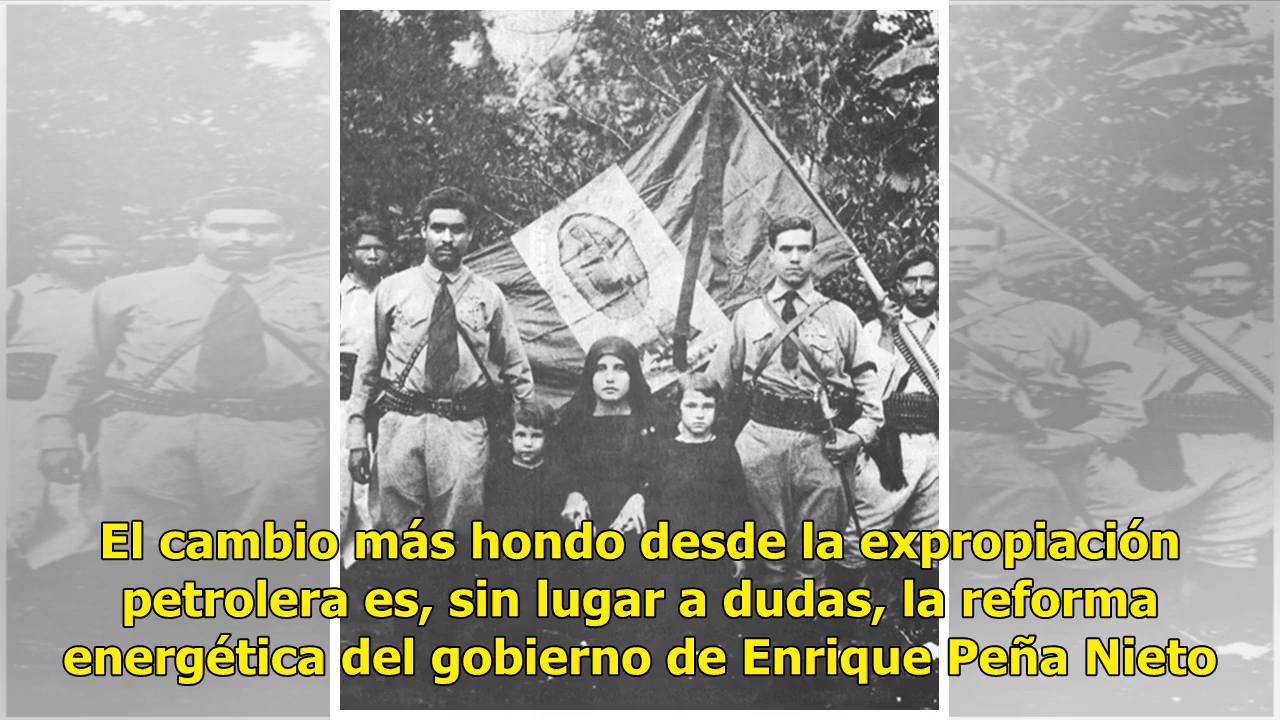 El cambio más hondo desde la expropiación
petrolera es, sin lugar a dudas, la reforma
energética del gobierno de Enrique Peña Nieto